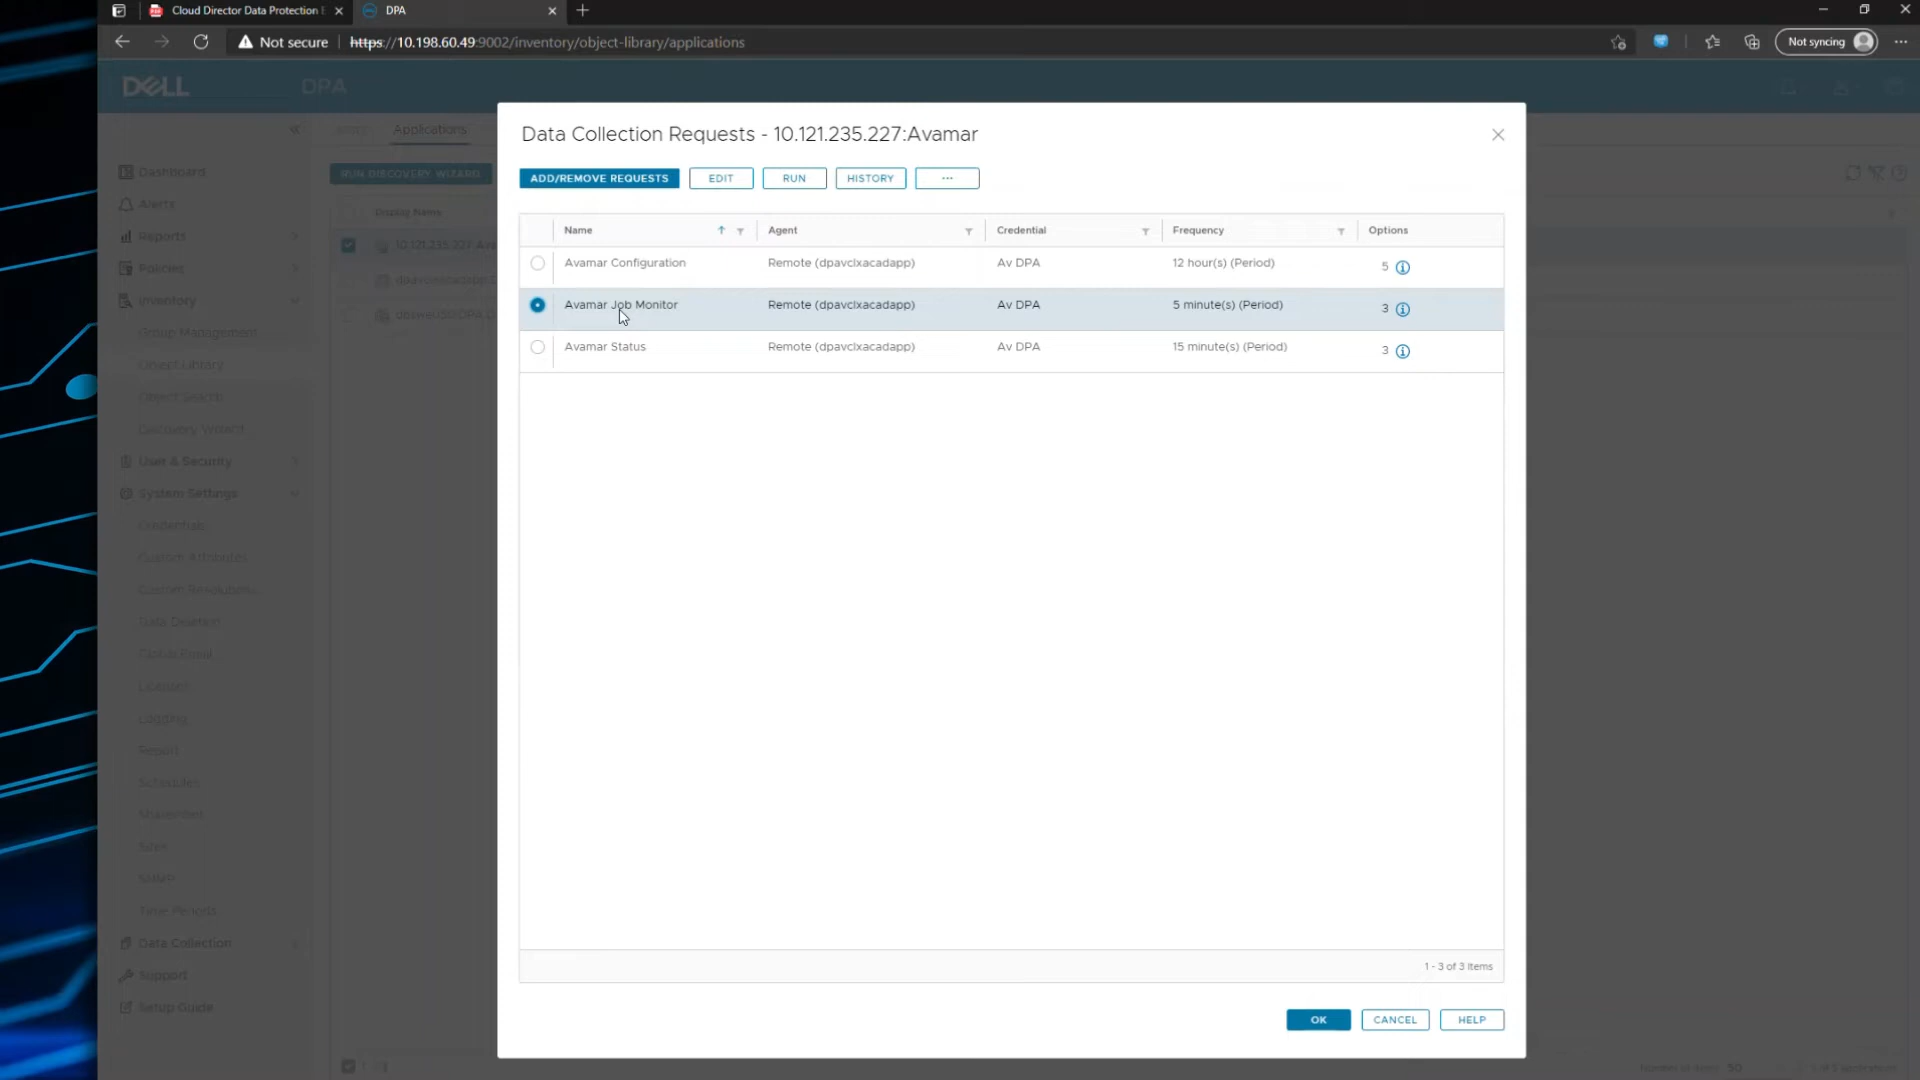 Cloud Director Data Protection E
DPA
Not secure
https://10.198.60.49:9002/inventory/object-library/applications
Not syncing
DELL
DPA
Applications
Dashboard
Alerts
Reports
Policies
Inventory
Group Management
Object Library
Object Search
Discovery Wizard
User & Security
System Settings
Credentials
Custom Attributes
Custom Resolution...
Data Deletion
Global Email
Licenses
Logging
Report
Schedules
SharePoint
Sites
SNMP
Time Periods
Data Collection
Support
Setup Guide
RUN DISCOVERY WIZARD
Display Name
10.121.235.227:Ava
Data Collection Requests - 10.121.235.227:Avamar
ADD/REMOVE REQUESTS
EDIT
RUN
HISTORY
...
Name
Agent
Credential
Frequency
Options
Avamar Configuration
Remote (dpavclxacadapp)
Av DPA
12 hour(s) (Period)
5
Avamar Job Monitor
Remote (dpavclxacadapp)
Av DPA
5 minute(s) (Period)
3
Avamar Status
Remote (dpavclxacadapp)
Av DPA
15 minute(s) (Period)
3
1 - 3 of 3 items
OK
CANCEL
HELP